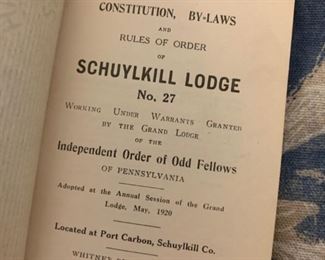 CONSTITUTION, BY-LAWS
AND
RULES OF ORDER
OF
SCHUYLKILL LODGE
No. 27
WORKING UNDER WARRANTS GRANTED
BY THE GRAND LODGE
OF THE
Independent Order of Odd Fellows
OF PENNSYLVANIA
Adopted at the Annual Session of the Grand
Lodge, May, 1920
Located at Port Carbon, Schuylkill Co.
WHITNEY